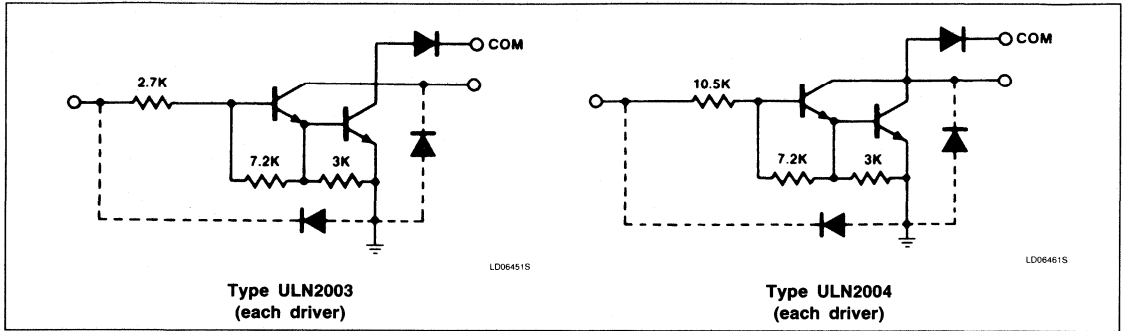 COM
2.7K
7.2K
3K
LD06451S
Type ULN2003
(each driver)
COM
10.5K
7.2K
3K
LD06461S
Type ULN2004
(each driver)